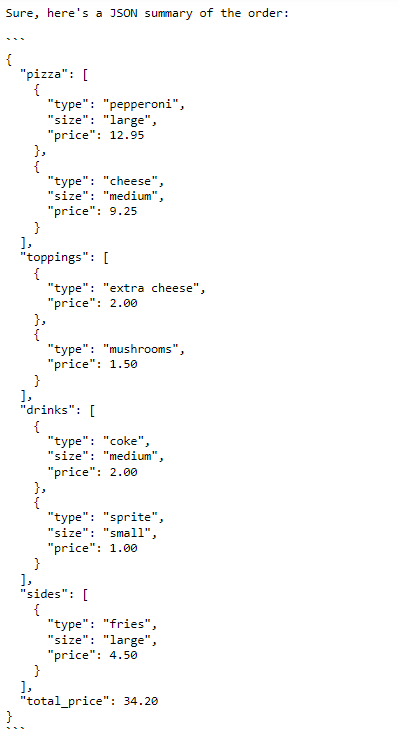 Sure, here's a JSON summary of the order:
```
{
  "pizza": [
    {
      "type": "pepperoni",
      "size": "large",
      "price": 12.95
    },
    {
      "type": "cheese",
      "size": "medium",
      "price": 9.25
    }
  ],
  "toppings": [
    {
      "type": "extra cheese",
      "price": 2.00
    },
    {
      "type": "mushrooms",
      "price": 1.50
    }
  ],
  "drinks": [
    {
      "type": "coke",
      "size": "medium",
      "price": 2.00
    },
    {
      "type": "sprite",
      "size": "small",
      "price": 1.00
    }
  ],
  "sides": [
    {
      "type": "fries",
      "size": "large",
      "price": 4.50
    }
  ],
  "total_price": 34.20
}
```